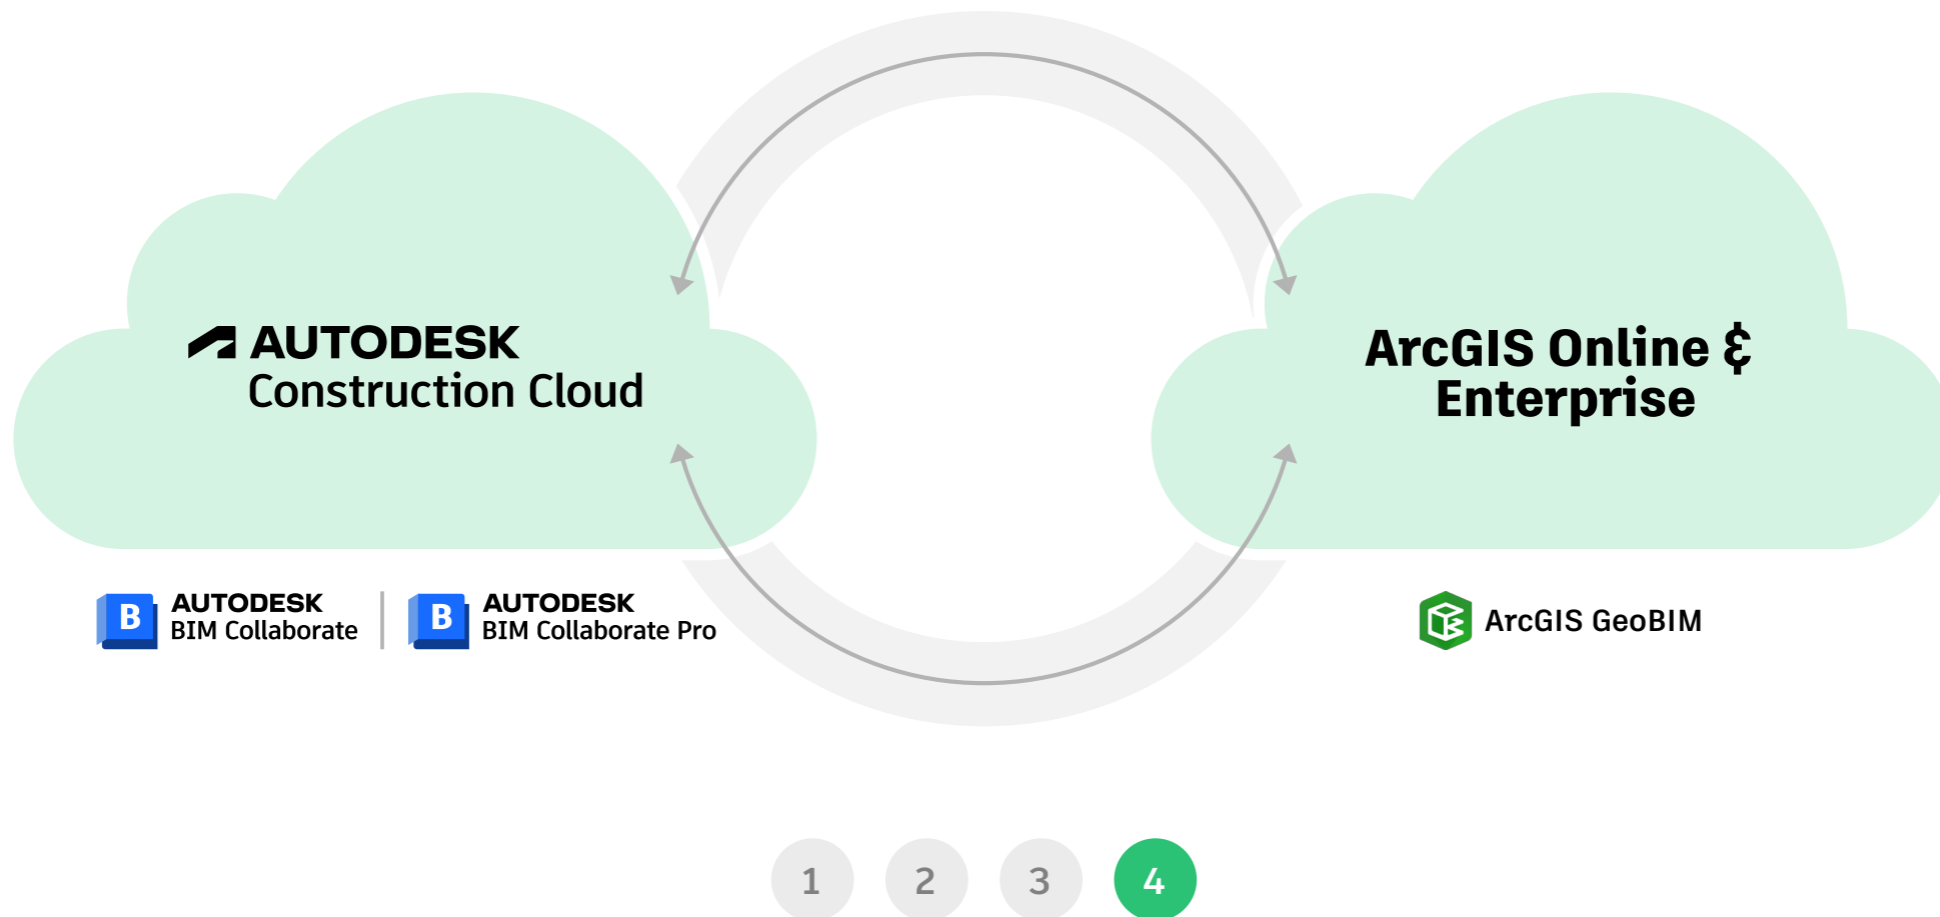 AUTODESK
Construction Cloud
ArcGIS Online &
Enterprise
B AUTODESK
BIM Collaborate
B AUTODESK
BIM Collaborate Pro
ArcGIS GeoBIM
1 2 3 4